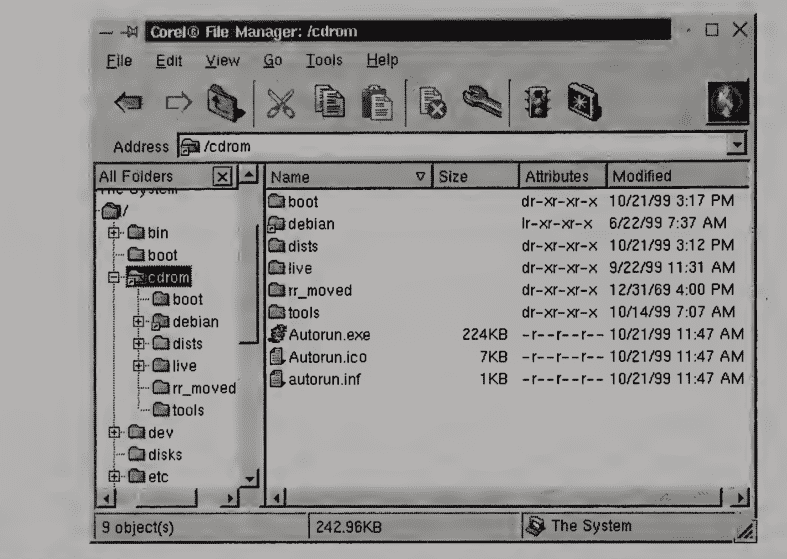 Corel® File Manager: /cdrom
File Edit View Go Tools Help
Address /cdrom
All Folders
Name Size Attributes Modified
The System
/
bin
boot
cdrom
boot
debian
dists
live
rr_moved
tools
dev
disks
etc
boot dr-xr-xr-x 10/21/99 3:17 PM
debian lr-xr-xr-x 6/22/99 7:37 AM
dists dr-xr-xr-x 10/21/99 3:12 PM
live dr-xr-xr-x 9/22/99 11:31 AM
rr_moved dr-xr-xr-x 12/31/69 4:00 PM
tools dr-xr-xr-x 10/14/99 7:07 AM
Autorun.exe 224KB -r--r--r-- 10/21/99 11:47 AM
Autorun.ico 7KB -r--r--r-- 10/21/99 11:47 AM
autorun.inf 1KB -r--r--r-- 10/21/99 11:47 AM
9 object(s) 242.96KB The System